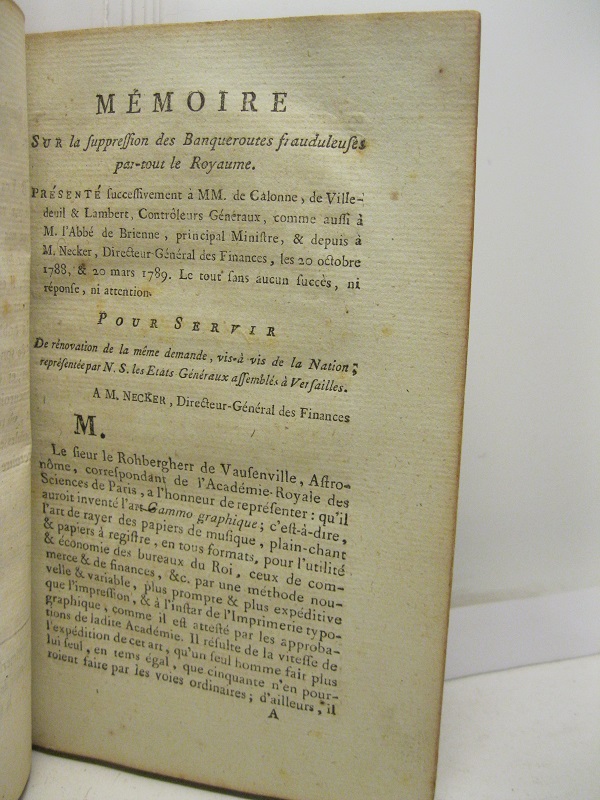 MÉMOIRE
SUR la ſuppreſſion des Banqueroutes frauduleuſes
par-tout le Royaume.
PRÉSENTÉ ſucceſſivement à MM. de Calonne, de Ville-
deuil & Lambert, Contrôleurs Généraux, comme auſſi à
M. l'Abbé de Brienne, principal Miniſtre, & depuis à
M. Necker, Directeur Général des Finances, les 20 octobre
1788, & 20 mars 1789. Le tout ſans aucun ſuccès, ni
réponſe, ni attention.
POUR SERVIR
De rénovation de la même demande, vis-à vis de la Nation;
repréſentée par N. S. les Etats Généraux aſſemblés à Verſailles.
A M. NECKER, Directeur-Général des Finances
M.
Le ſieur le Rohbergherr de Vauſenville, Aſtro-
nôme, correſpondant de l'Académie-Royale des
Sciences de Paris, a l'honneur de repréſenter : qu'il
auroit inventé l'art Gammo graphique; c'eſt-à-dire,
l'art de rayer des papiers de muſique, plain-chant
& papiers à regiſtre, en tous formats, pour l'utilité
& économie des bureaux du Roi, ceux de com-
merce & de finances, &c. par une méthode nou-
velle & variable, plus prompte & plus expéditive
que l'impreſſion, & à l'inſtar de l'Imprimerie typo-
graphique, comme il eſt atteſté par les approba-
tions de ladite Académie. Il réſulte de la vîteſſe de
l'expédition de cet art, qu'un ſeul homme fait plus
lui ſeul, en tems égal, que cinquante n'en pour-
roient faire par les voies ordinaires; d'ailleurs, il
A